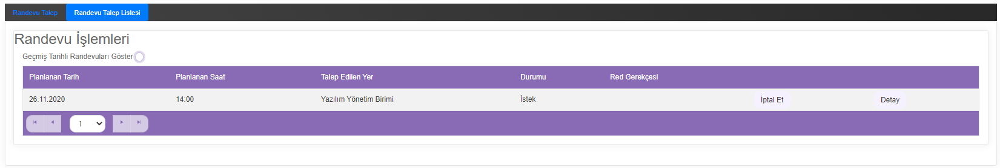 Randevu Talep Randevu Talep Listesi
Randevu İşlemleri
Geçmiş Tarihli Randevuları Göster
Planlanan Tarih Planlanan Saat Talep Edilen Yer Durumu Red Gerekçesi
26.11.2020 14:00 Yazılım Yönetim Birimi İstek İptal Et Detay
1